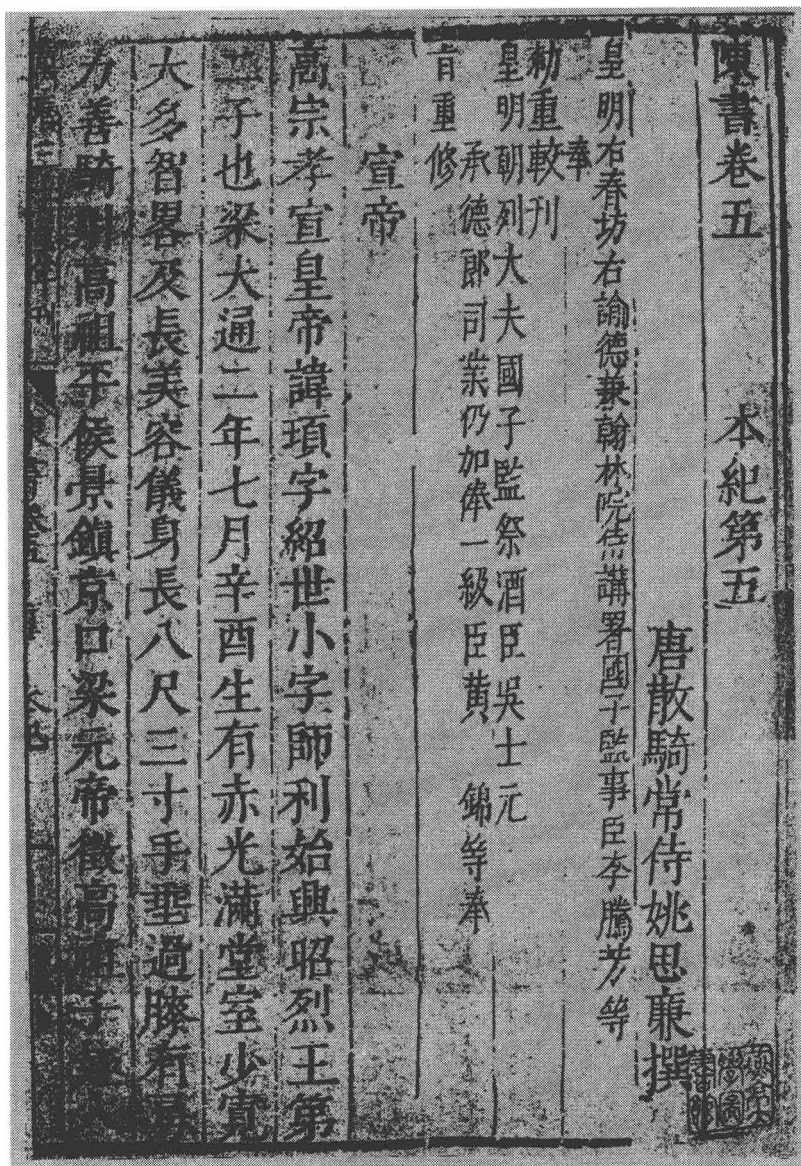 陳書卷五　本紀第五
唐散騎常侍姚思廉撰
皇明右春坊右諭德兼翰林院侍講署國子監事臣李騰芳等奉
勅重較刊
皇明朝列大夫國子監祭酒臣吳士元
承德郎司業仍加俸一級臣黃　錦等奉
旨重修
宣帝
高宗孝宣皇帝諱頊字紹世小字師利始興昭烈王第
二子也梁大通二年七月辛酉生有赤光滿堂室少寬
大多智畧及長美容儀身長八尺三寸手垂過膝有勇
力善騎射高祖平侯景鎮京口梁元帝徵高祖子姪入